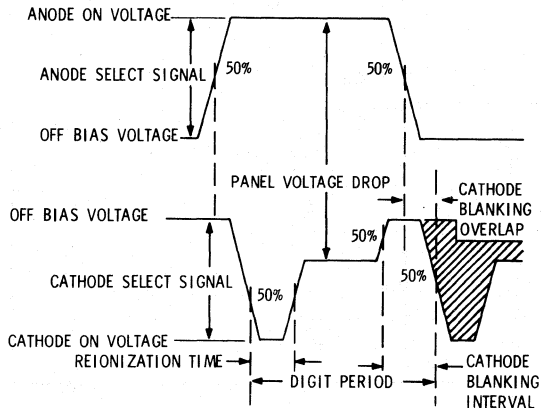 ANODE ON VOLTAGE
ANODE SELECT SIGNAL
50%
50%
OFF BIAS VOLTAGE
PANEL VOLTAGE DROP
CATHODE
BLANKING
OVERLAP
OFF BIAS VOLTAGE
50%
50%
CATHODE SELECT SIGNAL
50%
CATHODE ON VOLTAGE
REIONIZATION TIME
DIGIT PERIOD
CATHODE
BLANKING
INTERVAL